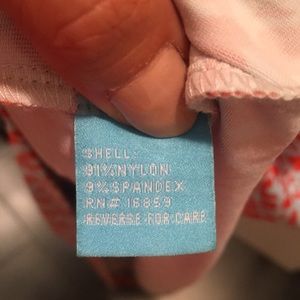 SHELL:
91%NYLON
9%SPANDEX
RN# 16859
REVERSE FOR CARE